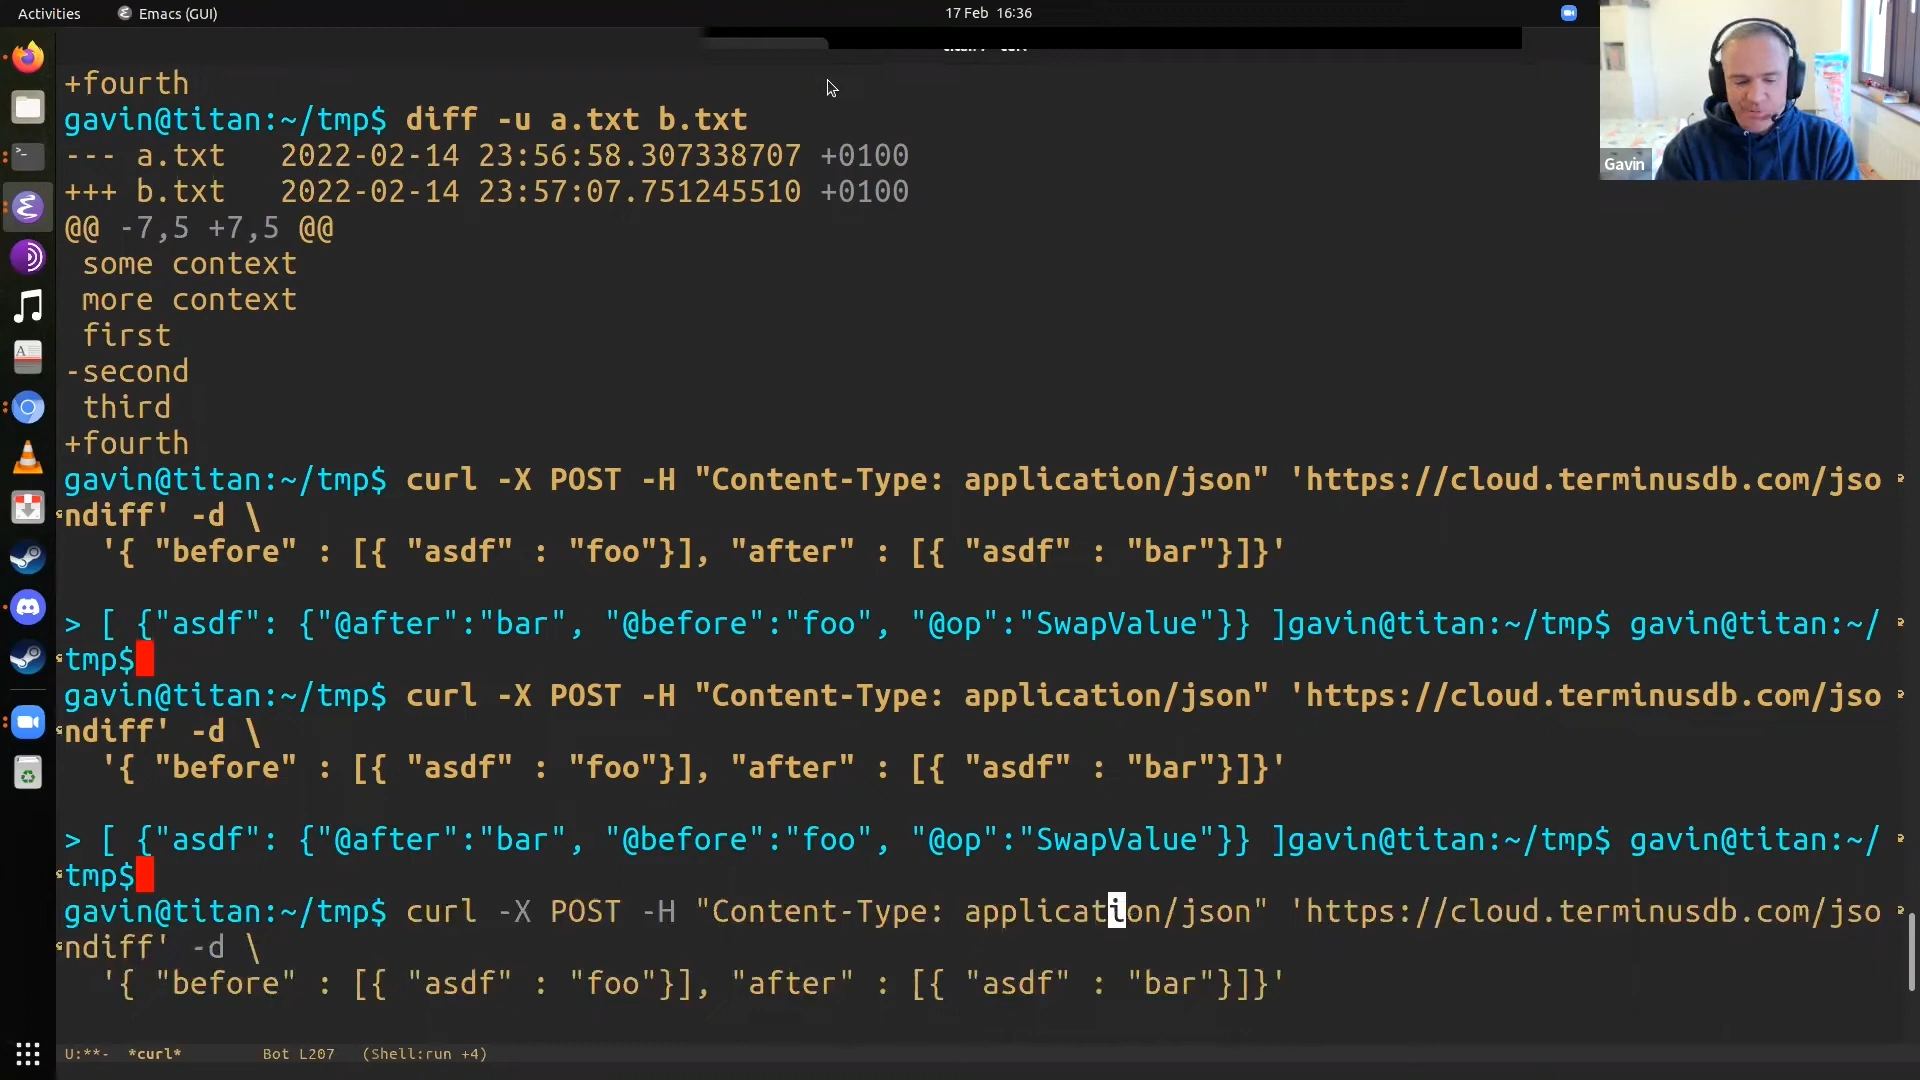 Activities Emacs (GUI) 17 Feb 16:36
+fourth
gavin@titan:~/tmp$ diff -u a.txt b.txt
--- a.txt 2022-02-14 23:56:58.307338707 +0100
+++ b.txt 2022-02-14 23:57:07.751245510 +0100
@@ -7,5 +7,5 @@
some context
more context
first
-second
third
+fourth
gavin@titan:~/tmp$ curl -X POST -H "Content-Type: application/json" 'https://cloud.terminusdb.com/jso
ndiff' -d \
'{ "before" : [{ "asdf" : "foo"}], "after" : [{ "asdf" : "bar"}]}'
> [ {"asdf": {"@after":"bar", "@before":"foo", "@op":"SwapValue"}} ]gavin@titan:~/tmp$ gavin@titan:~/
tmp$
gavin@titan:~/tmp$ curl -X POST -H "Content-Type: application/json" 'https://cloud.terminusdb.com/jso
ndiff' -d \
'{ "before" : [{ "asdf" : "foo"}], "after" : [{ "asdf" : "bar"}]}'
> [ {"asdf": {"@after":"bar", "@before":"foo", "@op":"SwapValue"}} ]gavin@titan:~/tmp$ gavin@titan:~/
tmp$
gavin@titan:~/tmp$ curl -X POST -H "Content-Type: application/json" 'https://cloud.terminusdb.com/jso
ndiff' -d \
'{ "before" : [{ "asdf" : "foo"}], "after" : [{ "asdf" : "bar"}]}'
U:**- *curl* Bot L207 (Shell:run +4)
Gavin